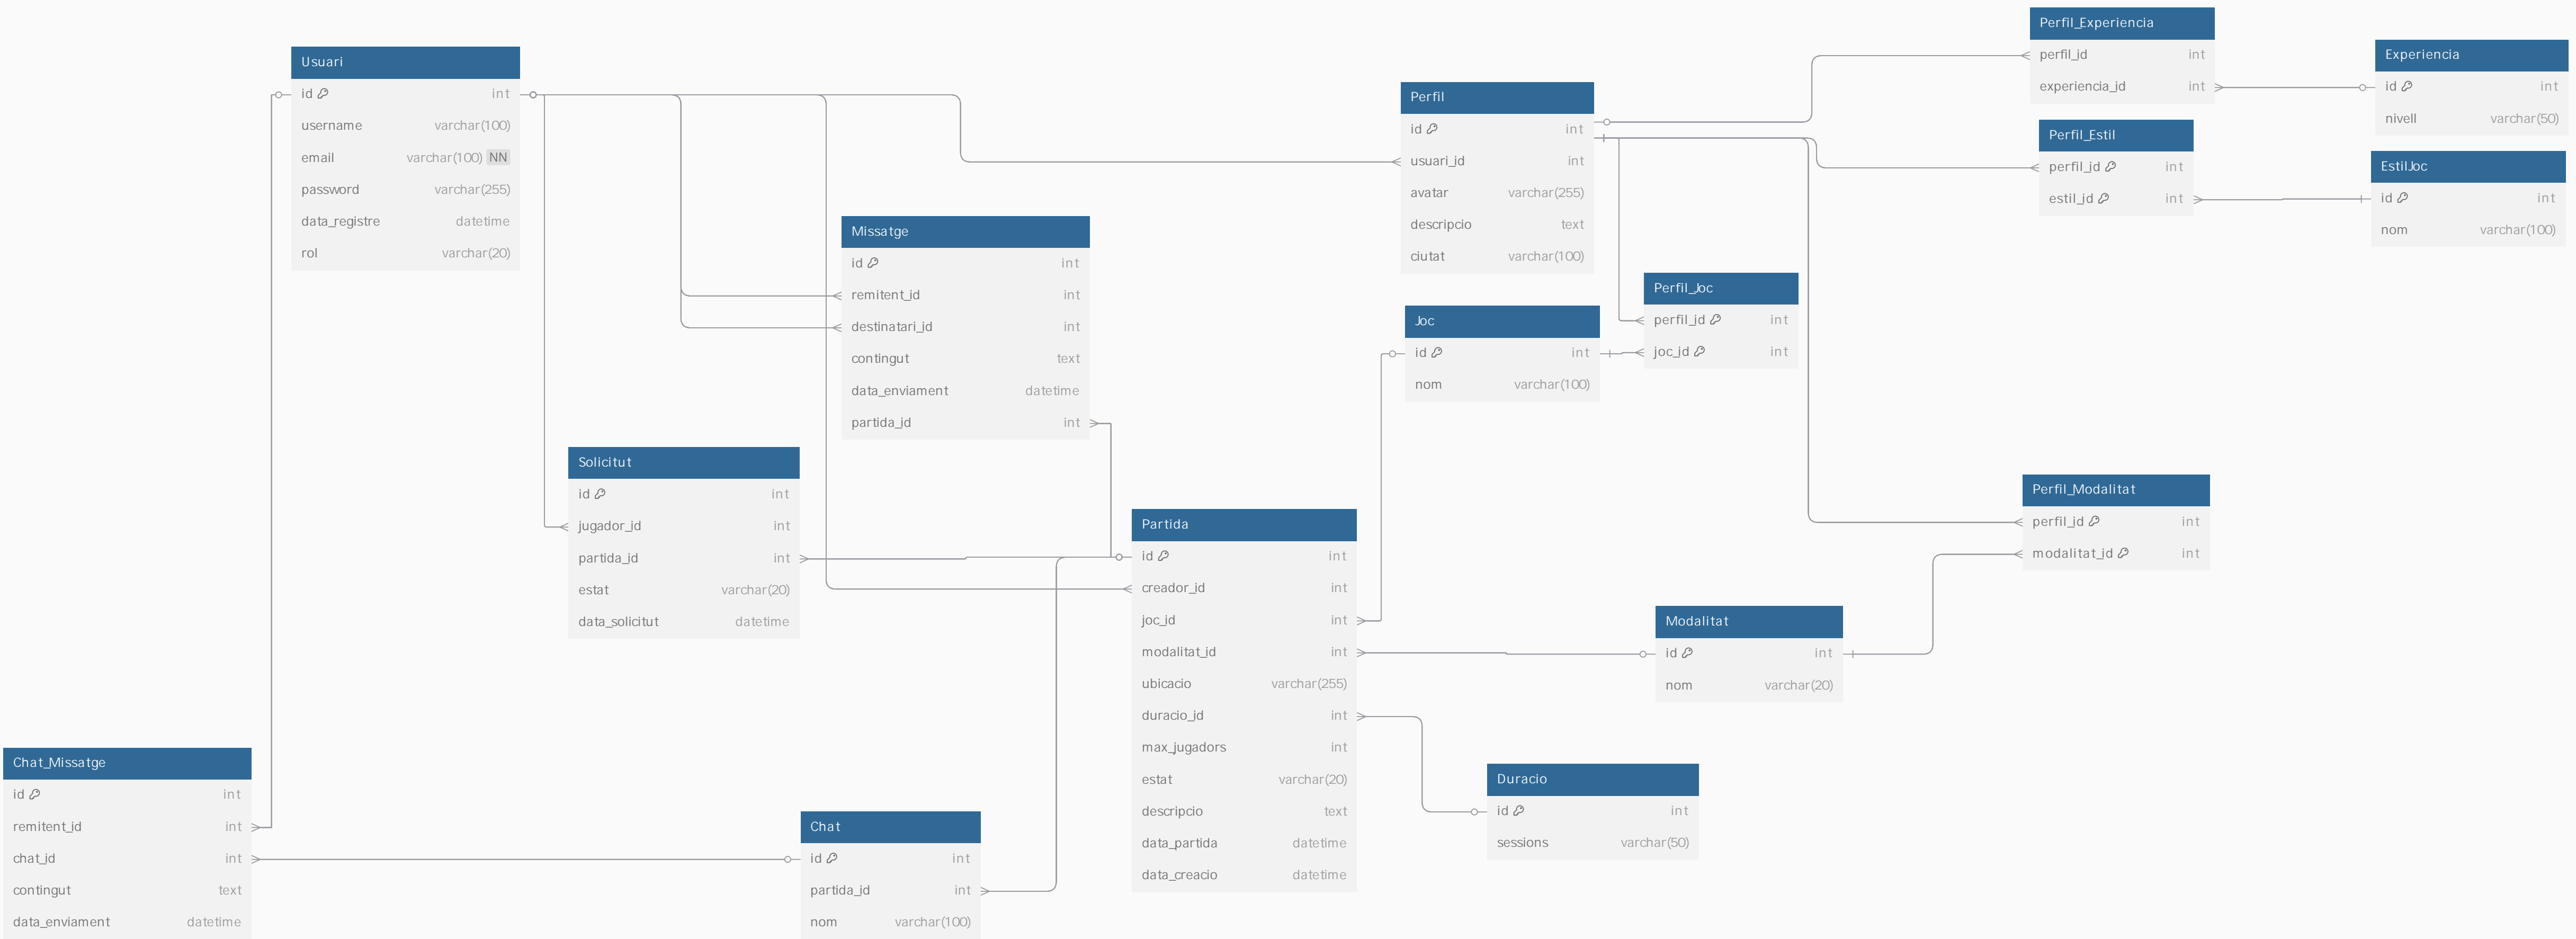 Usuari
id int
username varchar(100)
email varchar(100) NN
password varchar(255)
data_registre datetime
rol varchar(20)
Missatge
id int
remitent_id int
destinatari_id int
contingut text
data_enviament datetime
partida_id int
Solicitut
id int
jugador_id int
partida_id int
estat varchar(20)
data_solicitut datetime
Chat_Missatge
id int
remitent_id int
chat_id int
contingut text
data_enviament datetime
Chat
id int
partida_id int
nom varchar(100)
Partida
id int
creador_id int
joc_id int
modalitat_id int
ubicacio varchar(255)
duracio_id int
max_jugadors int
estat varchar(20)
descripcio text
data_partida datetime
data_creacio datetime
Perfil
id int
usuari_id int
avatar varchar(255)
descripcio text
ciutat varchar(100)
Joc
id int
nom varchar(100)
Perfil_Joc
perfil_id int
joc_id int
Modalitat
id int
nom varchar(20)
Duracio
id int
sessions varchar(50)
Perfil_Experiencia
perfil_id int
experiencia_id int
Perfil_Estil
perfil_id int
estil_id int
Perfil_Modalitat
perfil_id int
modalitat_id int
Experiencia
id int
nivell varchar(50)
EstilJoc
id int
nom varchar(100)